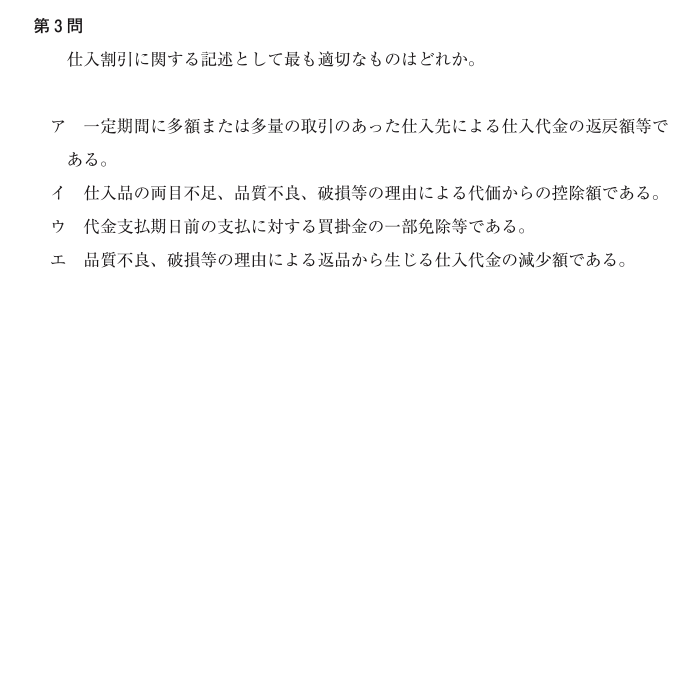 第3問
仕入割引に関する記述として最も適切なものはどれか。
ア　一定期間に多額または多量の取引のあった仕入先による仕入代金の返戻額等で
ある。
イ　仕入品の両目不足、品質不良、破損等の理由による代価からの控除額である。
ウ　代金支払期日前の支払に対する買掛金の一部免除等である。
エ　品質不良、破損等の理由による返品から生じる仕入代金の減少額である。